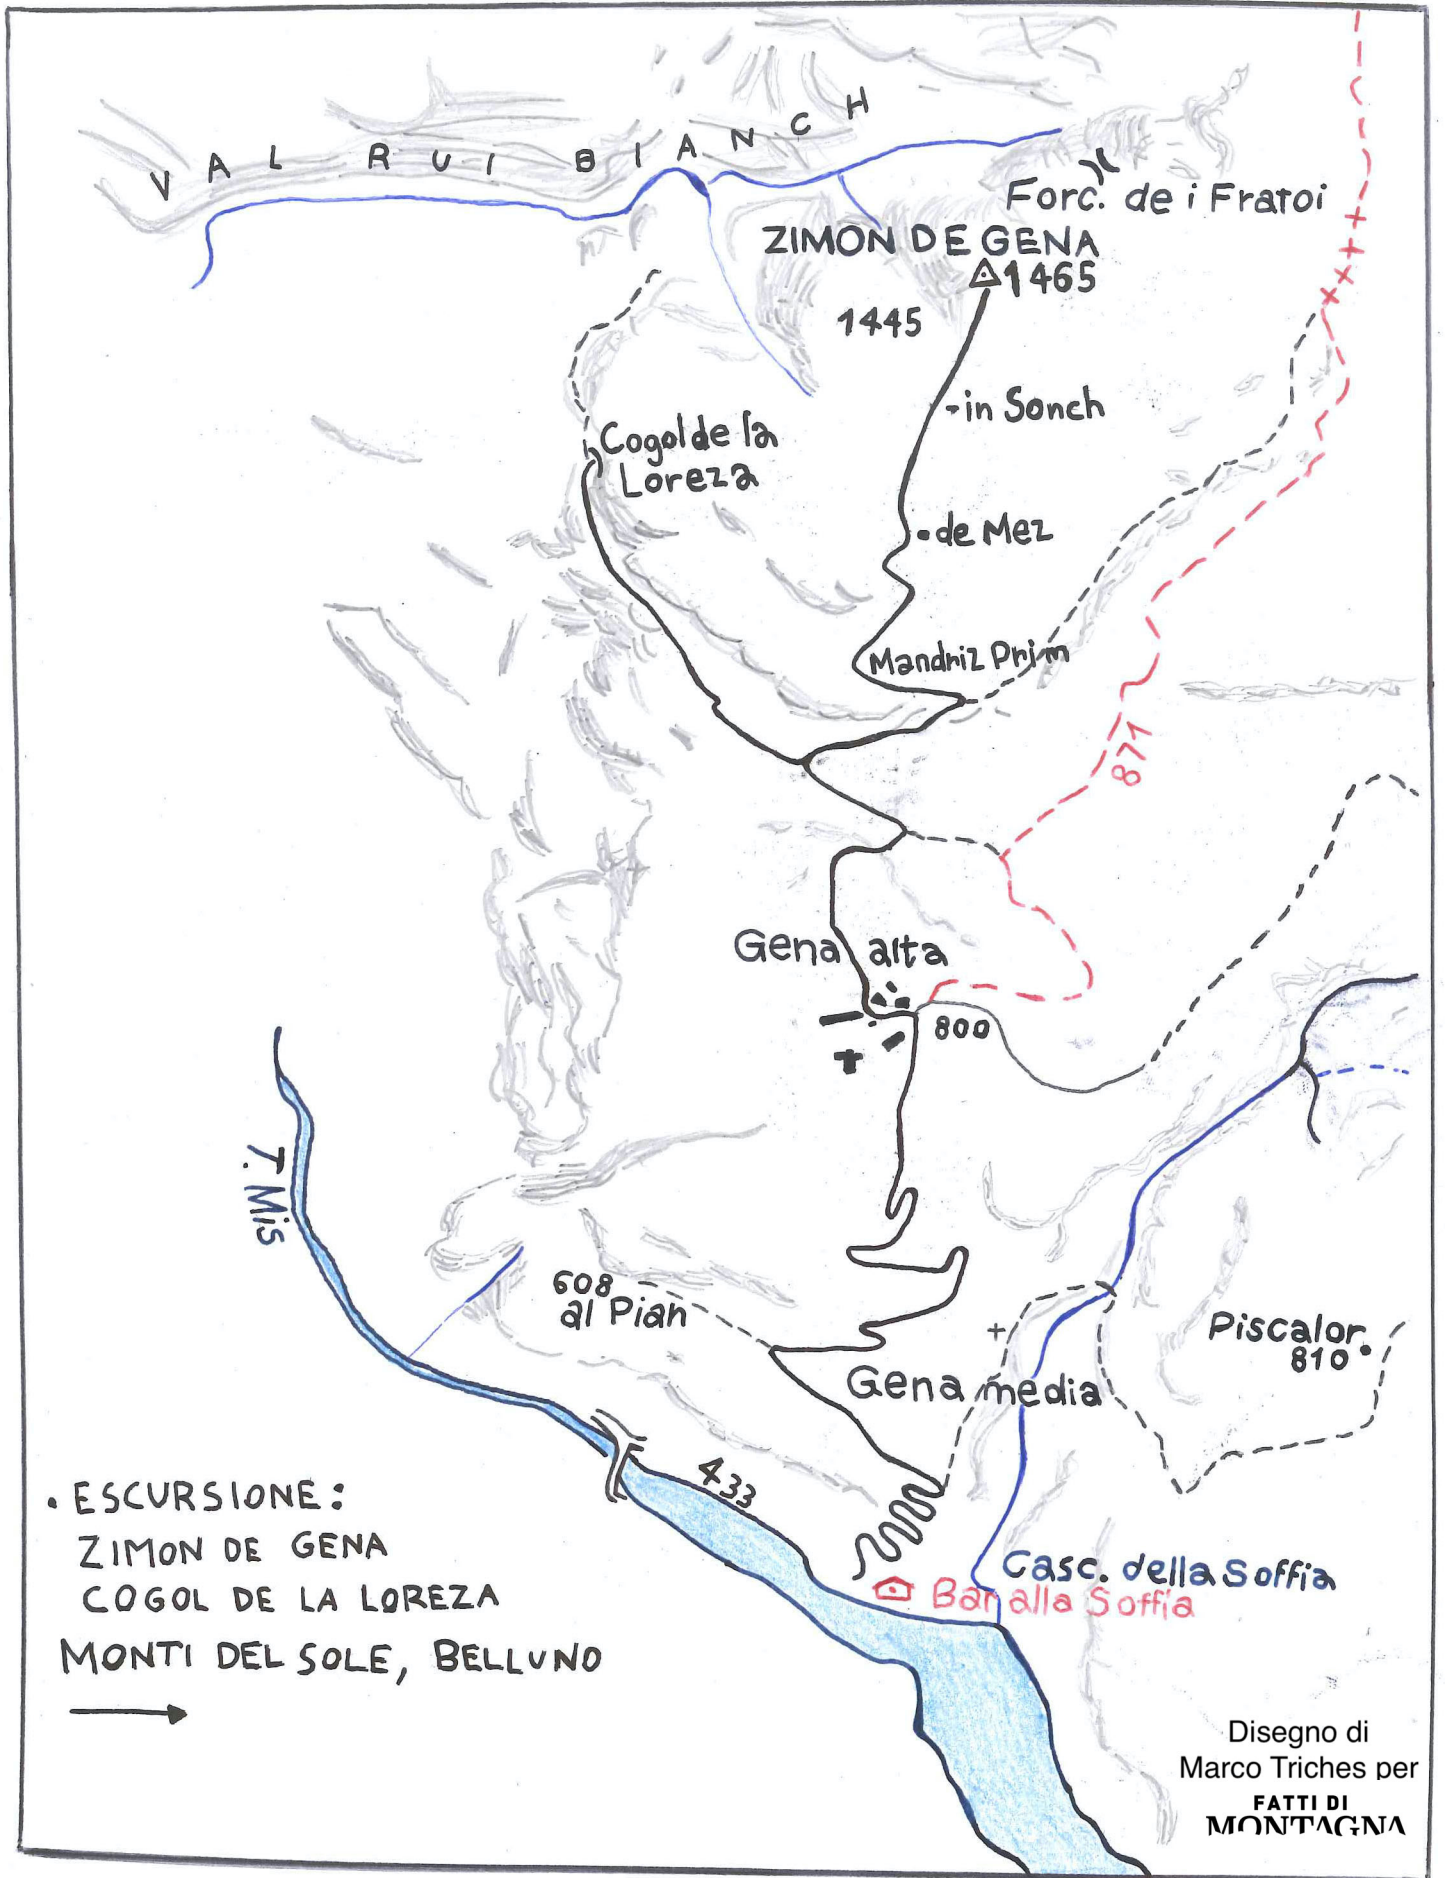 VAL RUI BIANCH
Forc. de i Fratoi
ZIMON DE GENA
1465
1445
-in Sonch
Cogol de la
Loreza
•de Mez
Mandriz Prim
871
Gena alta
800
T. Mis
608
al Pian
Piscalor.
810
Gena media
433
• ESCURSIONE:
ZIMON DE GENA
COGOL DE LA LOREZA
MONTI DEL SOLE, BELLUNO
Casc. della Soffia
Bar alla Soffia
Disegno di
Marco Triches per
FATTI DI
MONTAGNA